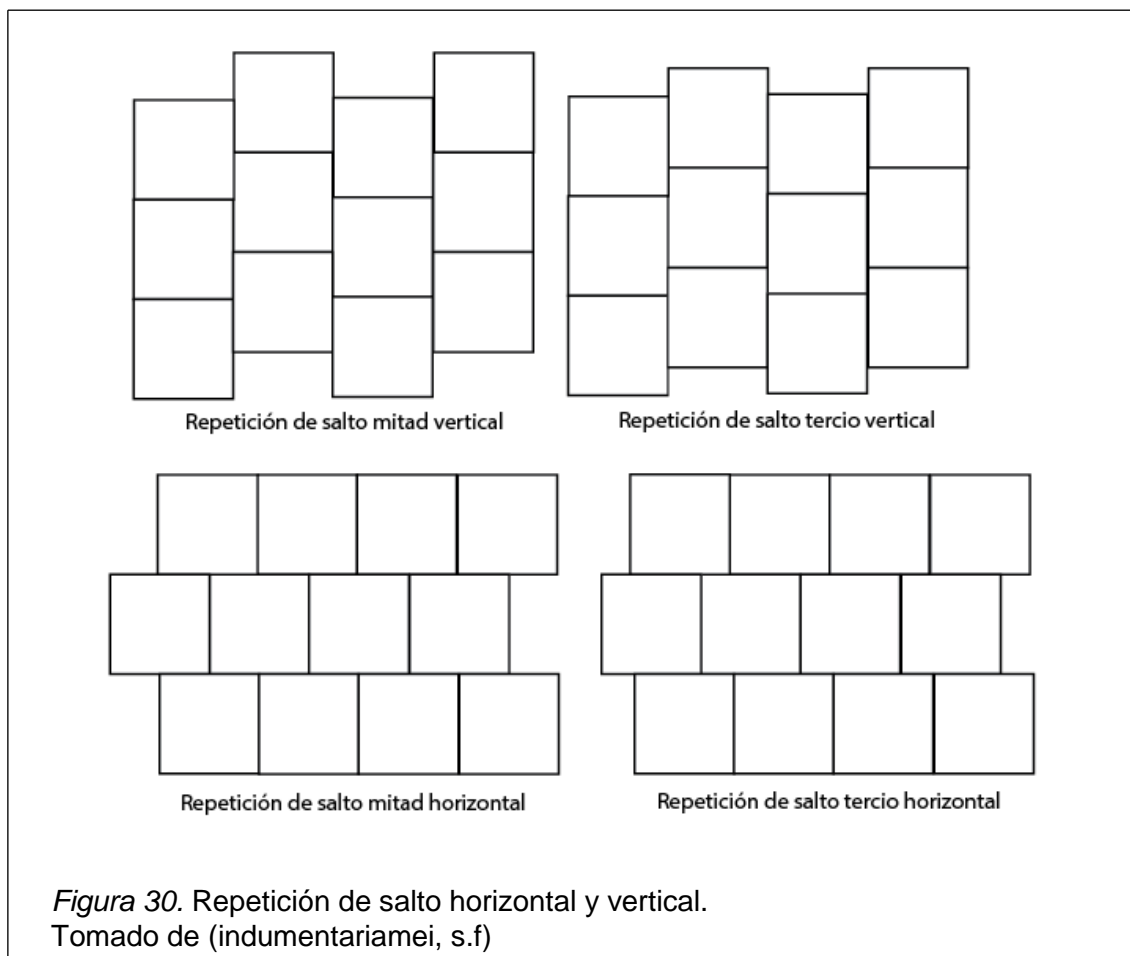 Repetición de salto mitad vertical
Repetición de salto tercio vertical
Repetición de salto mitad horizontal
Repetición de salto tercio horizontal
Figura 30. Repetición de salto horizontal y vertical.
Tomado de (indumentariamei, s.f)